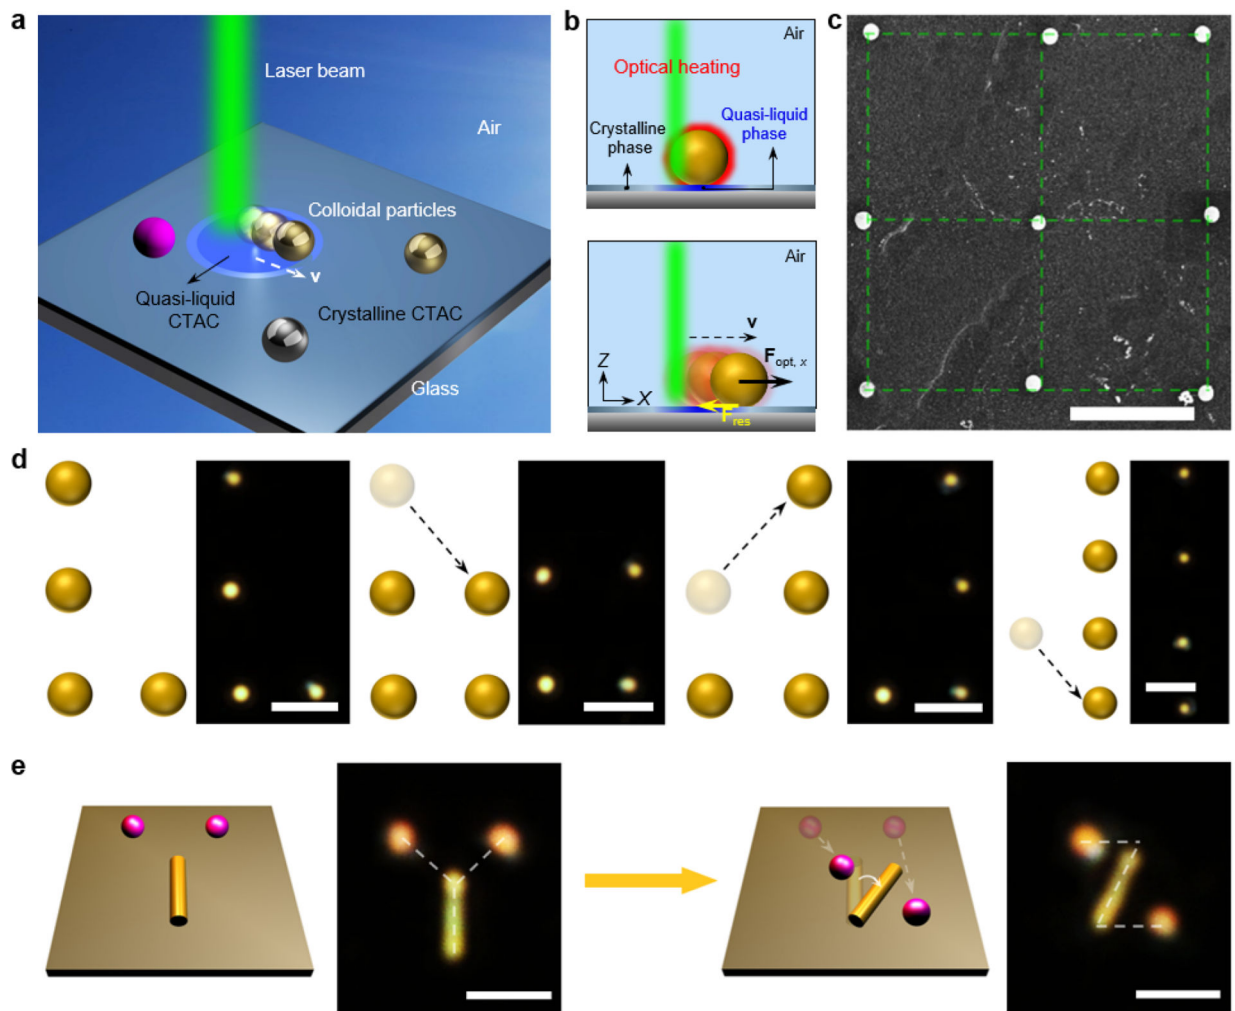 a
Laser beam
Air
Colloidal particles
v
Quasi-liquid
CTAC
Crystalline CTAC
Glass
b
Air
Optical heating
Crystalline
phase
Quasi-liquid
phase
Air
v
F opt, x
Z
X
F res
c
d
e